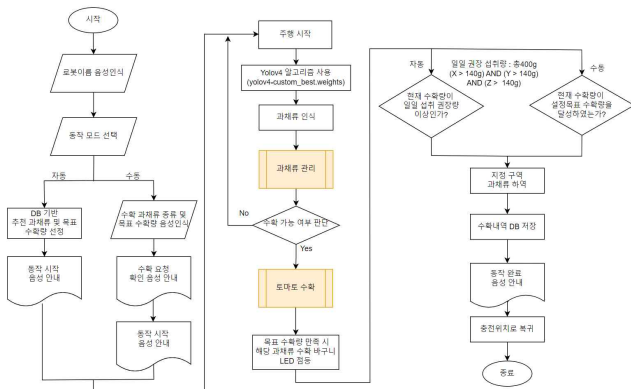 시작
로봇이름 음성인식
동작 모드 선택
자동
수동
DB 기반
추천 과채류 및 목표
수확량 선정
동작 시작
음성 안내
수확 과채류 종류 및
목표 수확량 음성인식
수확 요청
확인 음성 안내
동작 시작
음성 안내
주행 시작
Yolov4 알고리즘 사용
(yolov4-custom_best.weights)
과채류 인식
과채류 관리
No
수확 가능 여부 판단
Yes
토마토 수확
목표 수확량 만족 시
해당 과채류 수확 바구니
LED 점등
자동
일일 권장 섭취량 : 총400g
(X > 140g) AND (Y > 140g)
AND (Z > 140g)
수동
현재 수확량이
일일 섭취 권장량
이상인가?
현재 수확량이
설정목표 수확량을
달성하였는가?
지정 구역
과채류 하역
수확내역 DB 저장
동작 완료
음성 안내
충전위치로 복귀
종료